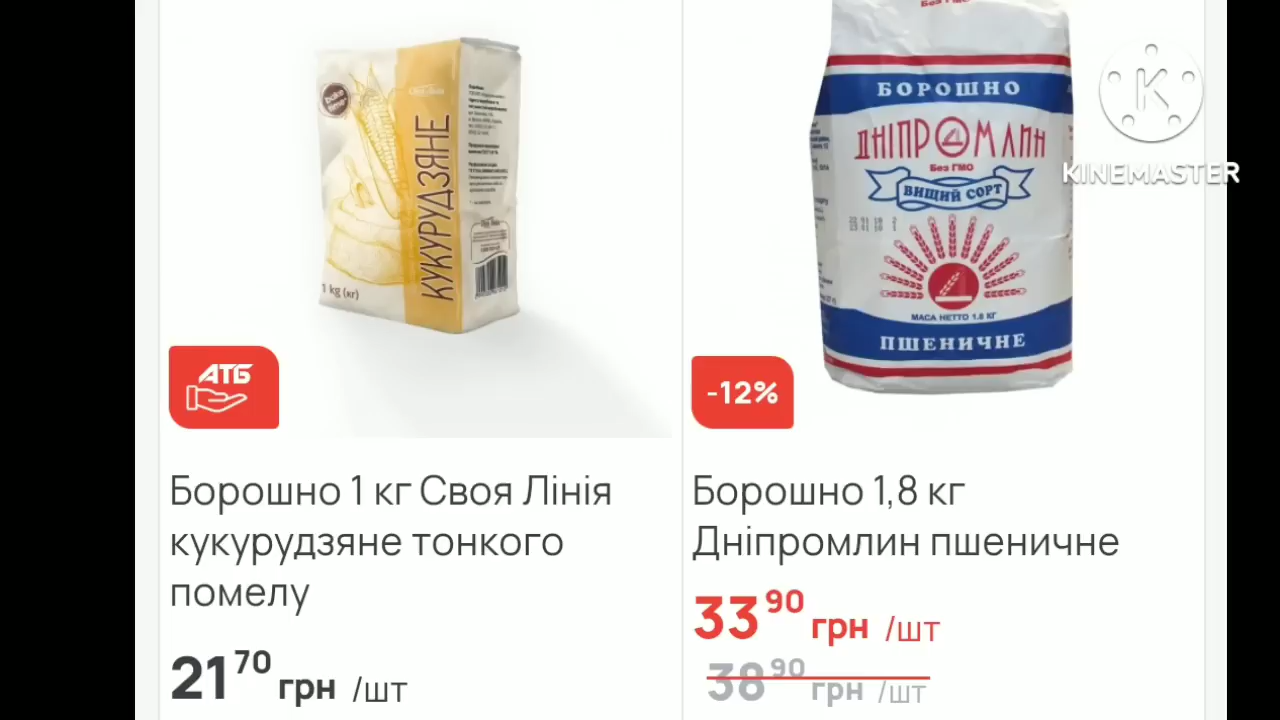 КУКУРУДЗЯНЕ
1 kg (кг)
Без ГМО
БОРОШНО
ДНІПРОМЛИН
Без ГМО
ВИЩИЙ СОРТ
МАСА НЕТТО 1.8 КГ
ПШЕНИЧНЕ
KINEMASTER
АТБ
-12%
Борошно 1 кг Своя Лінія
кукурудзяне тонкого
помелу
21 70 грн /шт
Борошно 1,8 кг
Дніпромлин пшеничне
33 90 грн /шт
38 90 грн /шт